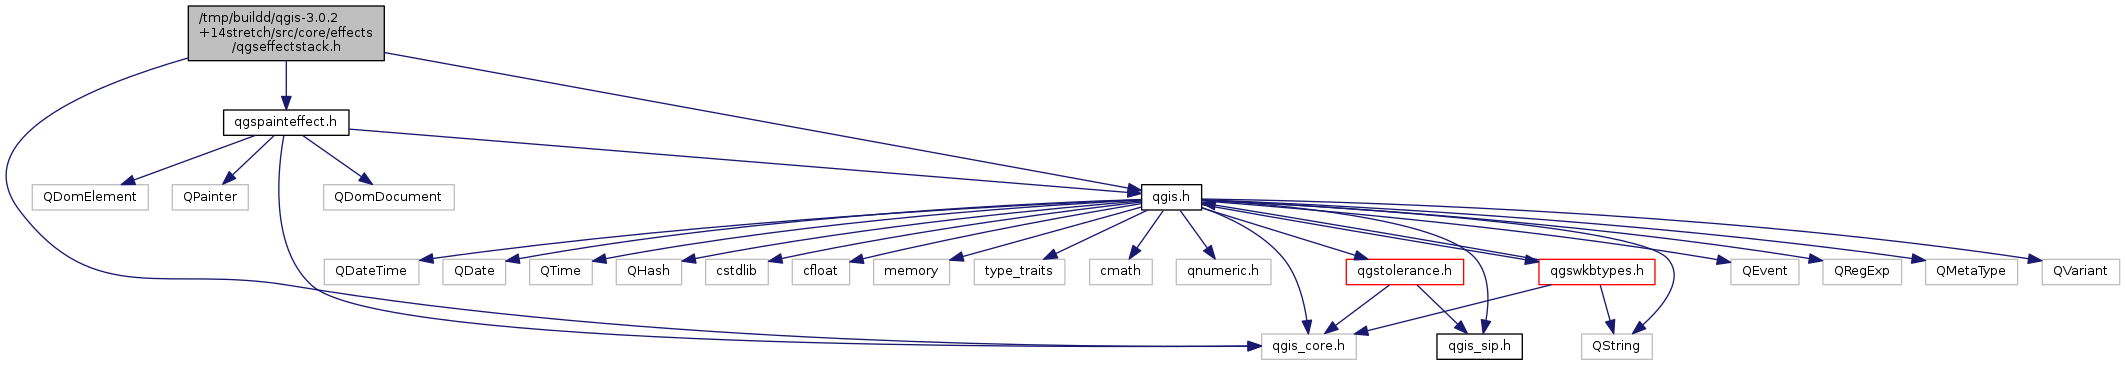 /tmp/buildd/qgis-3.0.2
+14stretch/src/core/effects
/qgseffectstack.h
qgspainteffect.h
QDomElement
QPainter
QDomDocument
qgis.h
QDateTime
QDate
QTime
QHash
cstdlib
cfloat
memory
type_traits
cmath
qnumeric.h
qgstolerance.h
qgswkbtypes.h
QEvent
QRegExp
QMetaType
QVariant
qgis_core.h
qgis_sip.h
QString